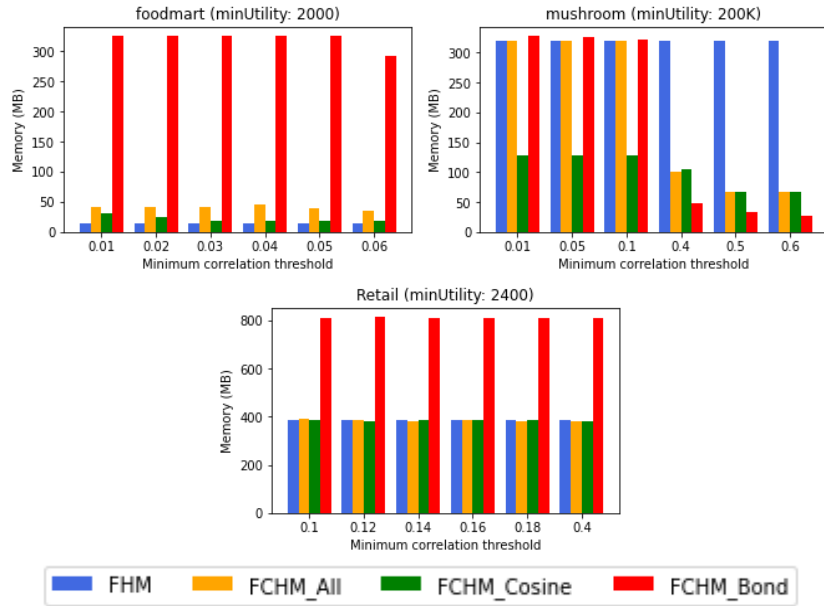 foodmart (minUtility: 2000)
Memory (MB)
300
250
200
150
100
50
0
0.01 0.02 0.03 0.04 0.05 0.06
Minimum correlation threshold
mushroom (minUtility: 200K)
Memory (MB)
300
250
200
150
100
50
0
0.01 0.05 0.1 0.4 0.5 0.6
Minimum correlation threshold
Retail (minUtility: 2400)
Memory (MB)
800
600
400
200
0
0.1 0.12 0.14 0.16 0.18 0.4
Minimum correlation threshold
FHM FCHM_All FCHM_Cosine FCHM_Bond